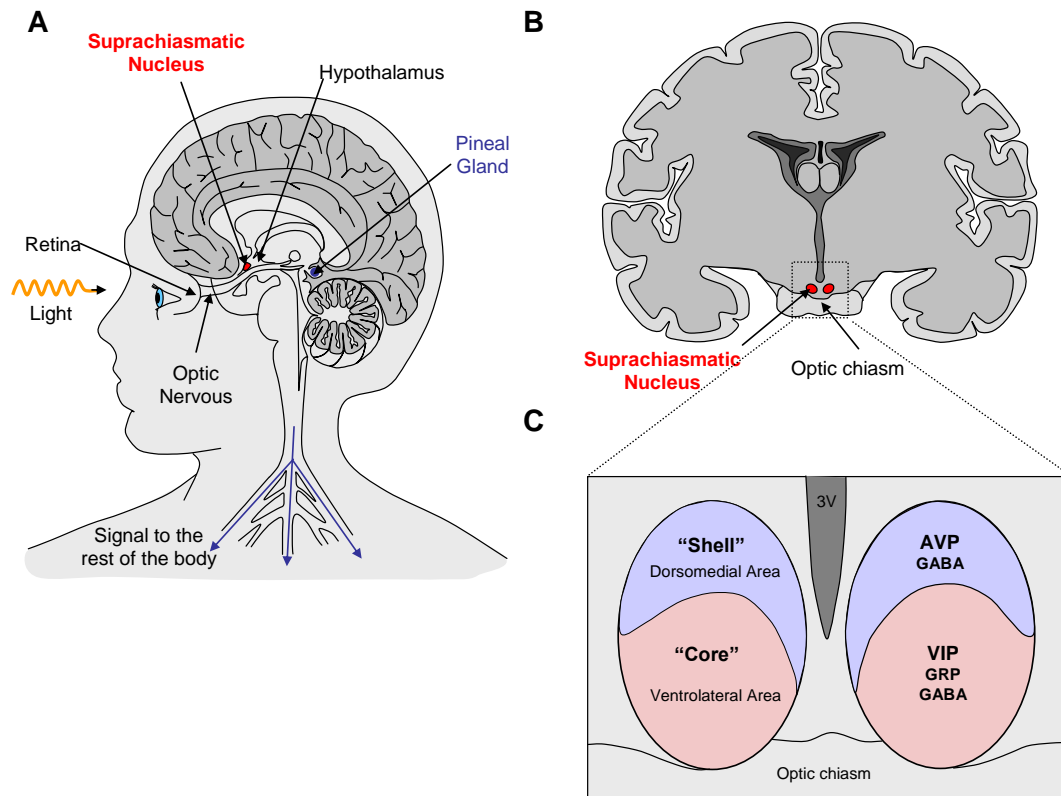 A
Suprachiasmatic
Nucleus
Hypothalamus
Pineal
Gland
Retina
Light
Optic
Nervous
Signal to the
rest of the body
B
Suprachiasmatic
Nucleus
Optic chiasm
C
3V
“Shell”
Dorsomedial Area
AVP
GABA
“Core”
Ventrolateral Area
VIP
GRP
GABA
Optic chiasm